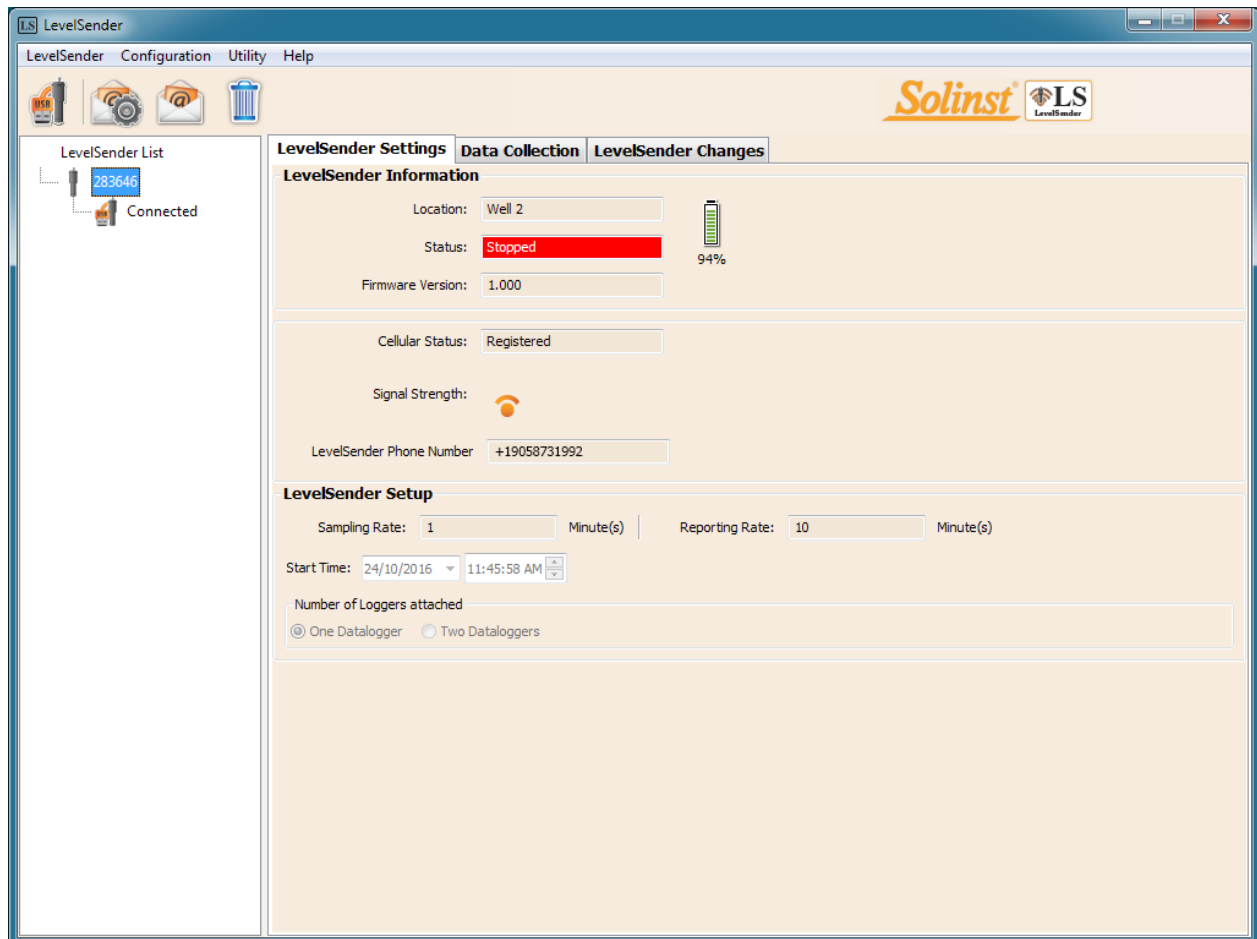 LS LevelSender
LevelSender Configuration Utility Help
USB
@
Solinst LS
LevelSender
LevelSender List
283646
Connected
LevelSender Settings Data Collection LevelSender Changes
LevelSender Information
Location: Well 2
Status: Stopped
94%
Firmware Version: 1.000
Cellular Status: Registered
Signal Strength:
LevelSender Phone Number +19058731992
LevelSender Setup
Sampling Rate: 1 Minute(s) Reporting Rate: 10 Minute(s)
Start Time: 24/10/2016 11:45:58 AM
Number of Loggers attached
One Datalogger Two Dataloggers